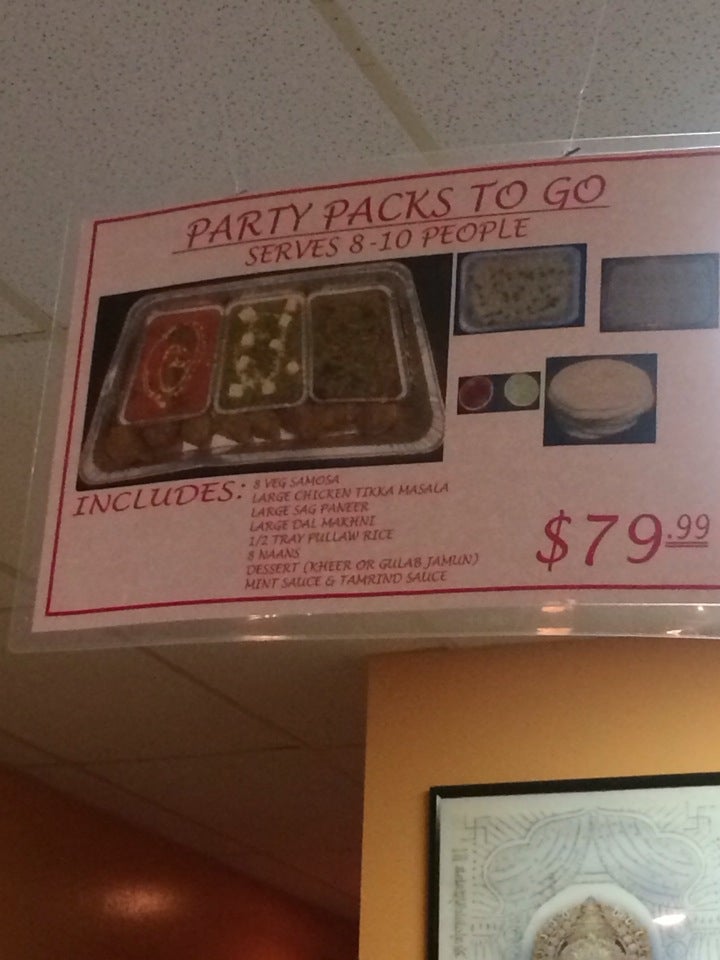 PARTY PACKS TO GO
SERVES 8-10 PEOPLE
INCLUDES:
8 VEG SAMOSA
LARGE CHICKEN TIKKA MASALA
LARGE SAG PANEER
LARGE DAL MAKHNI
1/2 TRAY PULLAW RICE
8 NAANS
DESSERT (KHEER OR GULAB JAMUN)
MINT SAUCE & TAMRIND SAUCE
$79.99